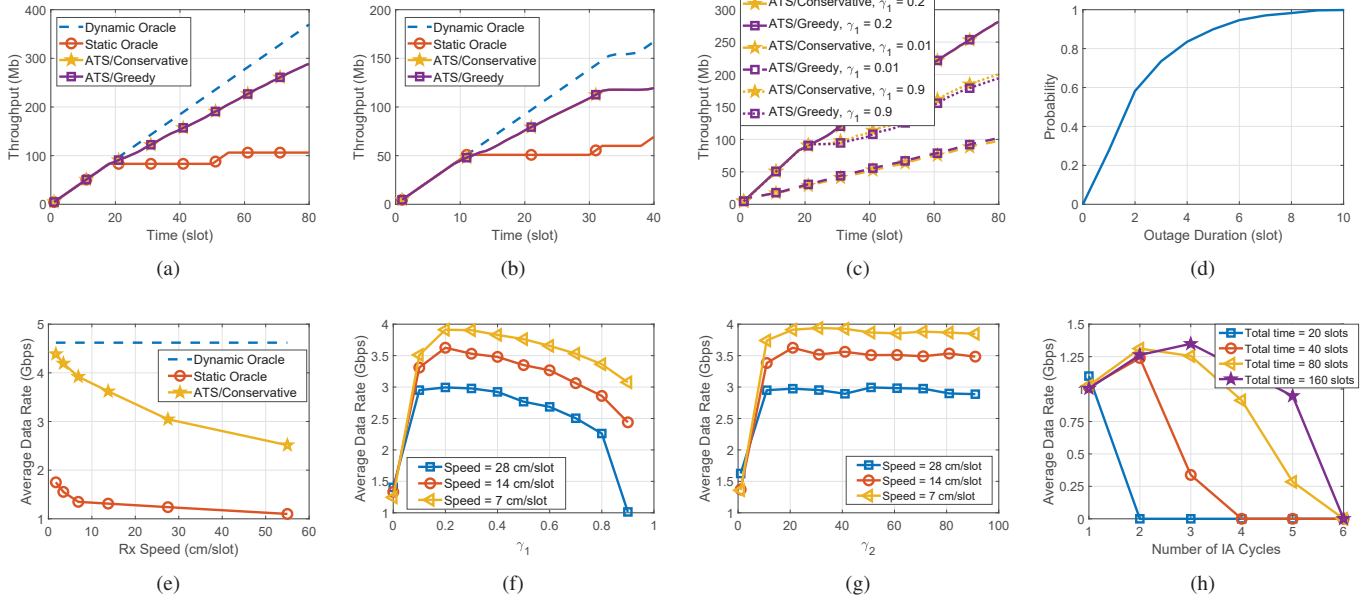 400
300
200
100
0
0
20
40
60
80
Throughput (Mb)
Time (slot)
Dynamic Oracle
Static Oracle
ATS/Conservative
ATS/Greedy
(a)
200
150
100
50
0
0
10
20
30
40
Throughput (Mb)
Time (slot)
Dynamic Oracle
Static Oracle
ATS/Conservative
ATS/Greedy
(b)
300
250
200
150
100
50
0
0
20
40
60
80
Throughput (Mb)
Time (slot)
ATS/Conservative, γ1 = 0.2
ATS/Greedy, γ1 = 0.2
ATS/Conservative, γ1 = 0.01
ATS/Greedy, γ1 = 0.01
ATS/Conservative, γ1 = 0.9
ATS/Greedy, γ1 = 0.9
(c)
1
0.8
0.6
0.4
0.2
0
0
2
4
6
8
10
Probability
Outage Duration (slot)
(d)
5
4
3
2
1
0
10
20
30
40
50
60
Average Data Rate (Gbps)
Rx Speed (cm/slot)
Dynamic Oracle
Static Oracle
ATS/Conservative
(e)
4
3.5
3
2.5
2
1.5
1
0
0.2
0.4
0.6
0.8
1
Average Data Rate (Gbps)
γ1
Speed = 28 cm/slot
Speed = 14 cm/slot
Speed = 7 cm/slot
(f)
4
3.5
3
2.5
2
1.5
1
0
20
40
60
80
100
Average Data Rate (Gbps)
γ2
Speed = 28 cm/slot
Speed = 14 cm/slot
Speed = 7 cm/slot
(g)
1.5
1.25
1
0.75
0.5
0.25
0
1
2
3
4
5
6
Average Data Rate (Gbps)
Number of IA Cycles
Total time = 20 slots
Total time = 40 slots
Total time = 80 slots
Total time = 160 slots
(h)